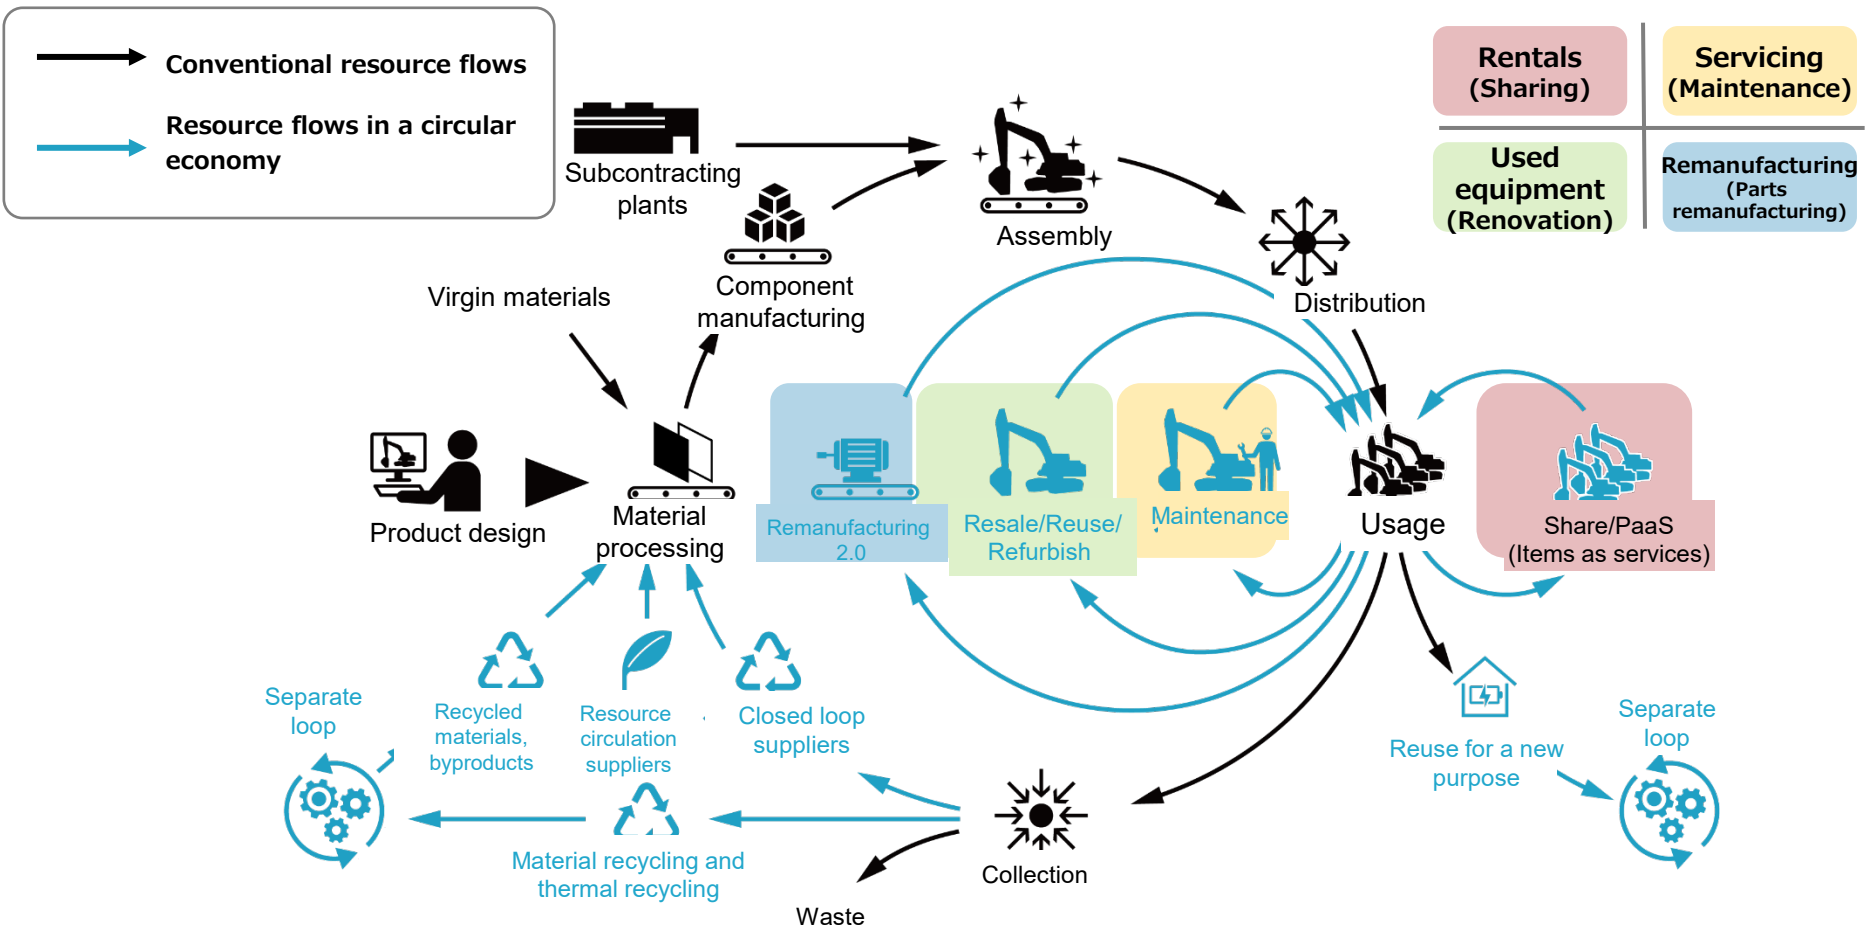 Conventional resource flows
Resource flows in a circular
economy
Rentals
(Sharing)
Servicing
(Maintenance)
Used
equipment
(Renovation)
Remanufacturing
(Parts
remanufacturing)
Subcontracting
plants
Assembly
Component
manufacturing
Distribution
Virgin materials
Product design
Material
processing
Remanufacturing
2.0
Resale/Reuse/
Refurbish
Maintenance
Usage
Share/PaaS
(Items as services)
Separate
loop
Recycled
materials,
byproducts
Resource
circulation
suppliers
Closed loop
suppliers
Reuse for a new
purpose
Separate
loop
Material recycling and
thermal recycling
Collection
Waste